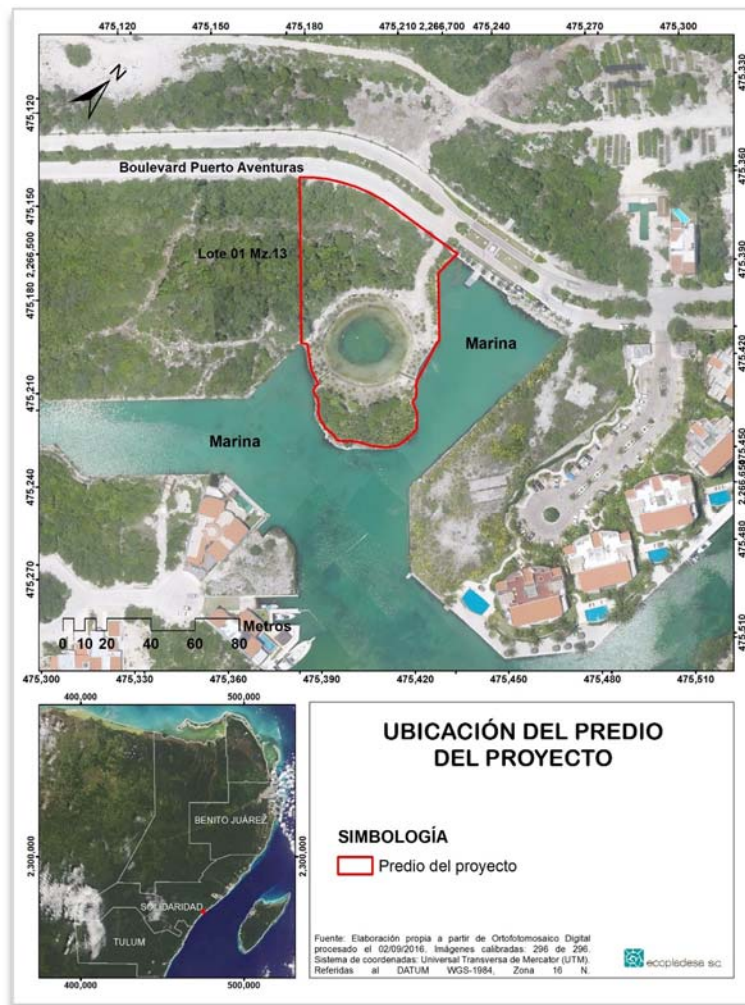 475,120
475,150
475,180
475,210
2,266,700
475,240
475,270
475,300
475,120
475,150
2,266,500
475,180
475,210
475,240
475,270
475,330
475,360
475,390
475,420
475,450
2,266,650
475,480
475,510
N
Boulevard Puerto Aventuras
Lote 01 Mz.13
Marina
Marina
Metros
0 10 20 40 60 80
475,300
475,330
475,360
475,390
475,420
475,450
475,480
475,510
400,000
500,000
2,300,000
2,300,000
BENITO JUÁREZ
SOLIDARIDAD
TULUM
400,000
500,000
UBICACIÓN DEL PREDIO
DEL PROYECTO
SIMBOLOGÍA
Predio del proyecto
Fuente: Elaboración propia a partir de Ortofotomosaico Digital
procesado el 02/09/2016. Imágenes calibradas: 296 de 296.
Sistema de coordenadas: Universal Transversa de Mercator (UTM).
Referidas al DATUM WGS-1984, Zona 16 N.
ecopladesa s.c.